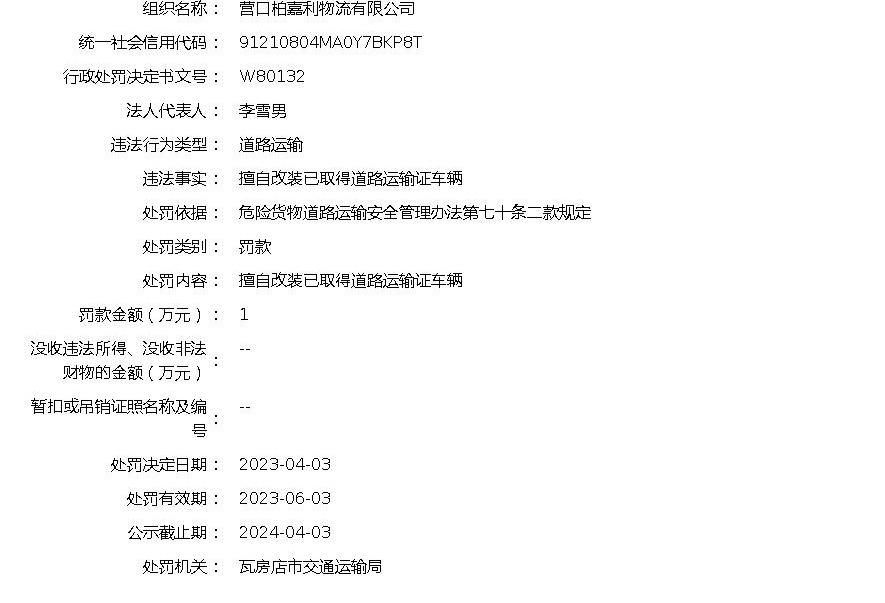 组织名称： 营口柏嘉利物流有限公司
统一社会信用代码： 91210804MA0Y7BKP8T
行政处罚决定书文号： W80132
法人代表人： 李雪男
违法行为类型： 道路运输
违法事实： 擅自改装已取得道路运输证车辆
处罚依据： 危险货物道路运输安全管理办法第七十条二款规定
处罚类别： 罚款
处罚内容： 擅自改装已取得道路运输证车辆
罚款金额（万元）： 1
没收违法所得、没收非法
财物的金额（万元）： --
暂扣或吊销证照名称及编
号： --
处罚决定日期： 2023-04-03
处罚有效期： 2023-06-03
公示截止期： 2024-04-03
处罚机关： 瓦房店市交通运输局